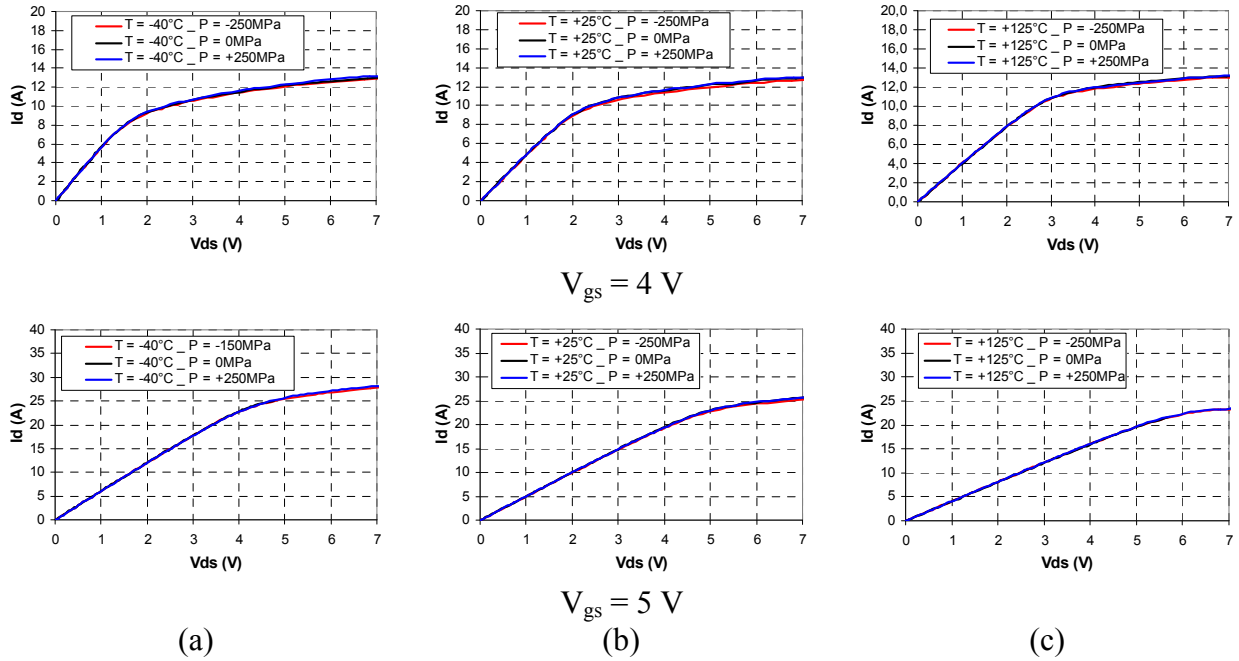 T = -40°C _ P = -250MPa
T = -40°C _ P = 0MPa
T = -40°C _ P = +250MPa
Id (A)
20
18
16
14
12
10
8
6
4
2
0
0 1 2 3 4 5 6 7
Vds (V)
T = +25°C _ P = -250MPa
T = +25°C _ P = 0MPa
T = +25°C _ P = +250MPa
Id (A)
20
18
16
14
12
10
8
6
4
2
0
0 1 2 3 4 5 6 7
Vds (V)
T = +125°C _ P = -250MPa
T = +125°C _ P = 0MPa
T = +125°C _ P = +250MPa
Id (A)
20,0
18,0
16,0
14,0
12,0
10,0
8,0
6,0
4,0
2,0
0,0
0 1 2 3 4 5 6 7
Vds (V)
Vgs = 4 V
T = -40°C _ P = -150MPa
T = -40°C _ P = 0MPa
T = -40°C _ P = +250MPa
Id (A)
40
35
30
25
20
15
10
5
0
0 1 2 3 4 5 6 7
Vds (V)
T = +25°C _ P = -250MPa
T = +25°C _ P = 0MPa
T = +25°C _ P = +250MPa
Id (A)
40
35
30
25
20
15
10
5
0
0 1 2 3 4 5 6 7
Vds (V)
T = +125°C _ P = -250MPa
T = +125°C _ P = 0MPa
T = +125°C _ P = +250MPa
Id (A)
40
35
30
25
20
15
10
5
0
0 1 2 3 4 5 6 7
Vds (V)
Vgs = 5 V
(a) (b) (c)